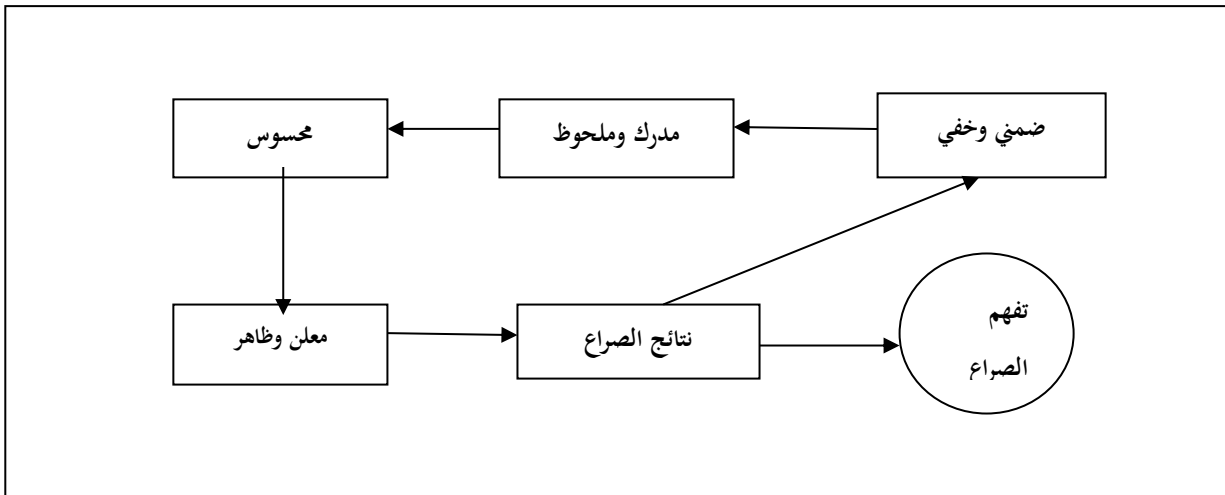 ضمني وخفي
مدرك وملحوظ
محسوس
معلن وظاهر
نتائج الصراع
تفهم
الصراع